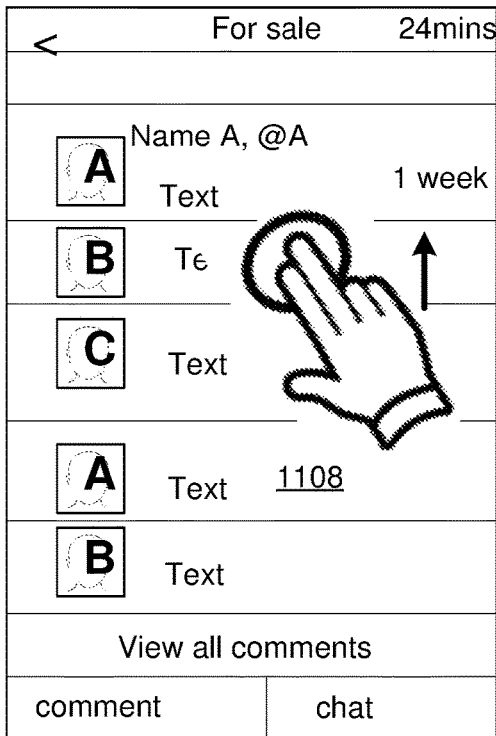 < For sale 24mins
Name A, @A
A Text 1 week
B
C Text
A Text 1108
B Text
View all comments
comment chat